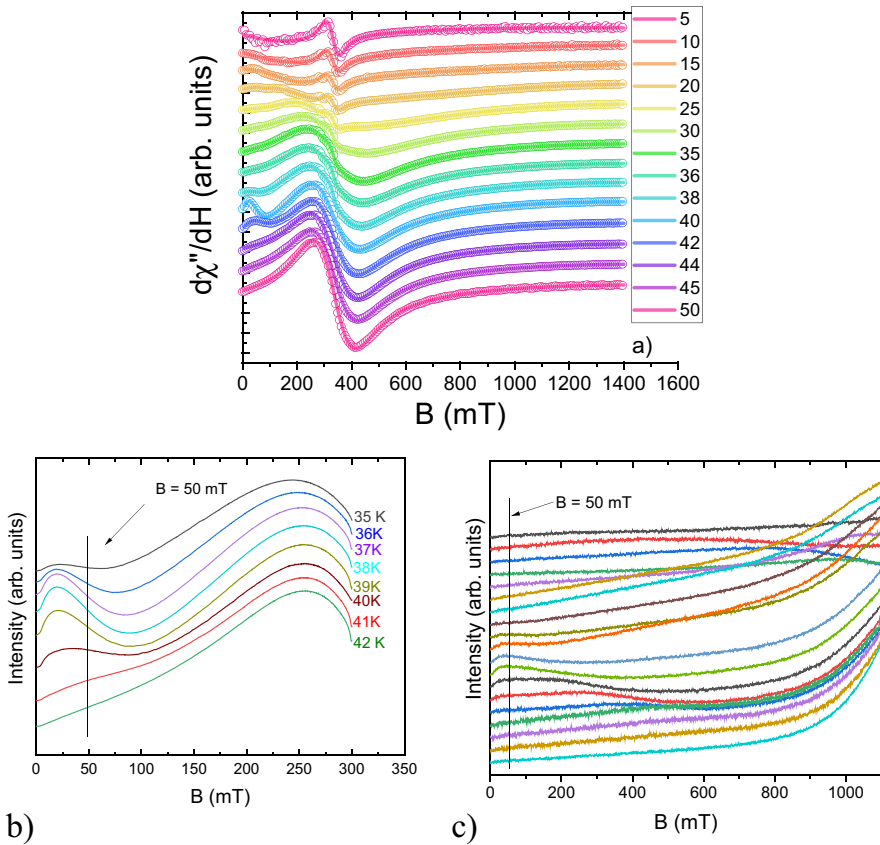 dχ"/dH (arb. units)
5
10
15
20
25
30
35
36
38
40
42
44
45
50
a)
0 200 400 600 800 1000 1200 1400 1600
B (mT)
Intensity (arb. units)
B = 50 mT
35 K
36K
37K
38K
39K
40K
41K
42 K
0 50 100 150 200 250 300 350
B (mT)
b)
Intensity (arb. units)
B = 50 mT
0 200 400 600 800 1000
B (mT)
c)